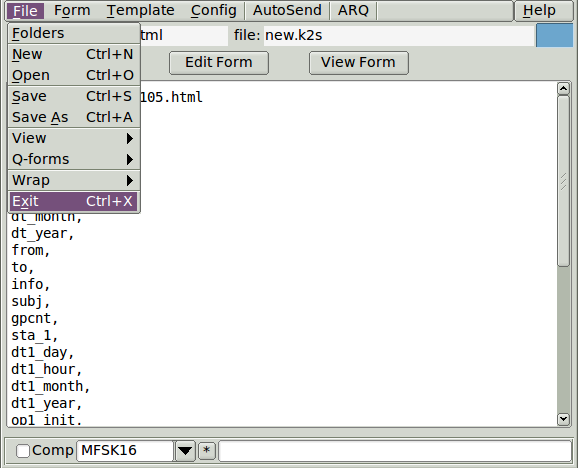 File Form Template Config AutoSend ARQ Help
tml file: new.k2s
Edit Form View Form
Folders
New Ctrl+N
Open Ctrl+O
Save Ctrl+S
Save As Ctrl+A
View
Q-forms
Wrap
Exit Ctrl+X
105.html
dt_month,
dt_year,
from,
to,
info,
subj,
gpcnt,
sta_1,
dt1_day,
dt1_hour,
dt1_month,
dt1_year,
op1_init,
Comp MFSK16 *